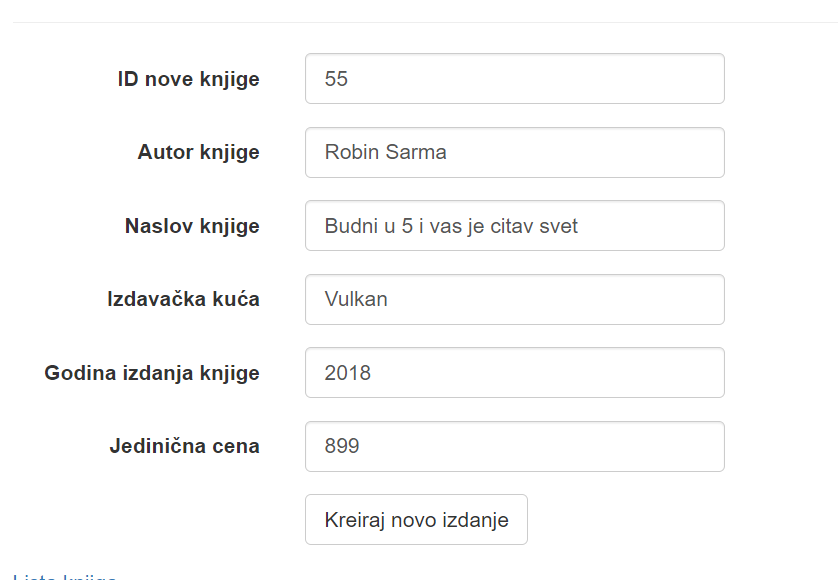 ID nove knjige 55
Autor knjige Robin Sarma
Naslov knjige Budni u 5 i vas je citav svet
Izdavačka kuća Vulkan
Godina izdanja knjige 2018
Jedinična cena 899
Kreiraj novo izdanje